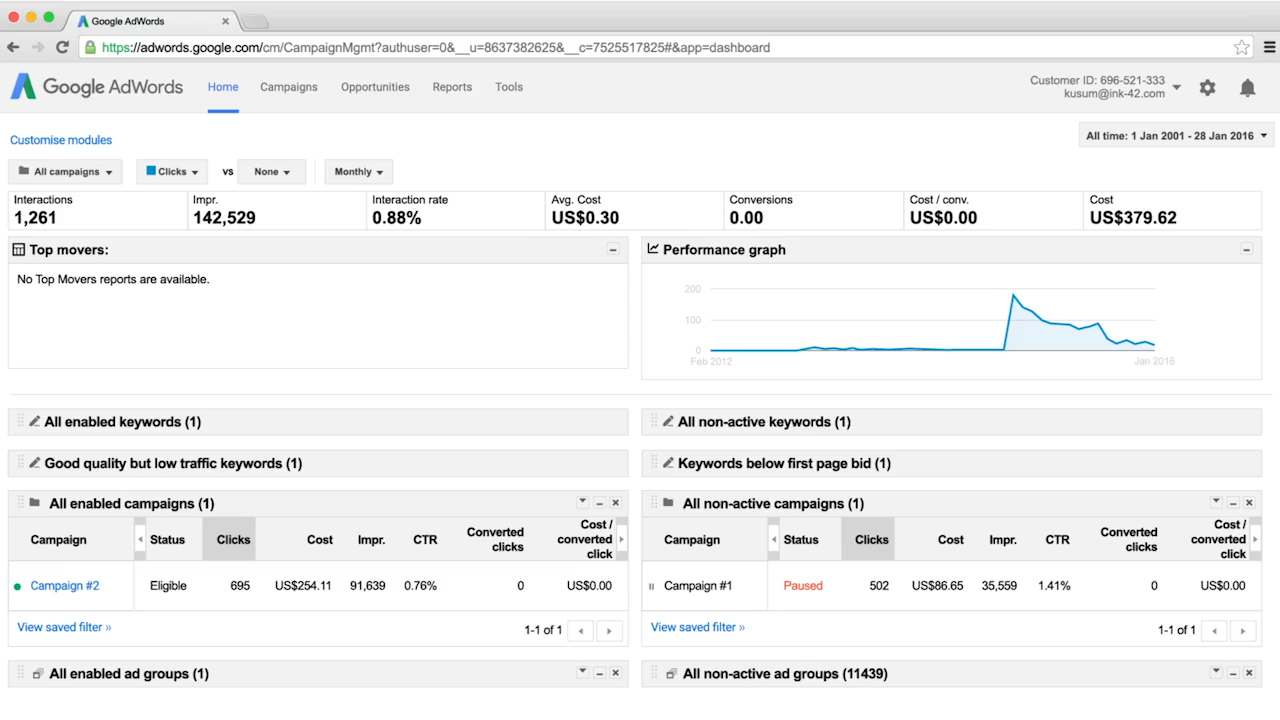 Google AdWords
https://adwords.google.com/cm/CampaignMgmt?authuser=0&__u=8637382625&__c=7525517825#&app=dashboard
Google AdWords
Home
Campaigns
Opportunities
Reports
Tools
Customer ID: 696-521-333
kusum@ink-42.com
Customise modules
All time: 1 Jan 2001 - 28 Jan 2016
All campaigns
Clicks
vs
None
Monthly
Interactions
1,261
Impr.
142,529
Interaction rate
0.88%
Avg. Cost
US$0.30
Conversions
0.00
Cost / conv.
US$0.00
Cost
US$379.62
Top movers:
No Top Movers reports are available.
Performance graph
200
100
0
Feb 2012
Jan 2016
All enabled keywords (1)
All non-active keywords (1)
Good quality but low traffic keywords (1)
Keywords below first page bid (1)
All enabled campaigns (1)
Campaign
Status
Clicks
Cost
Impr.
CTR
Converted
clicks
Cost /
converted
click
Campaign #2
Eligible
695
US$254.11
91,639
0.76%
0
US$0.00
View saved filter »
1-1 of 1
All non-active campaigns (1)
Campaign
Status
Clicks
Cost
Impr.
CTR
Converted
clicks
Cost /
converted
click
Campaign #1
Paused
502
US$86.65
35,559
1.41%
0
US$0.00
View saved filter »
1-1 of 1
All enabled ad groups (1)
All non-active ad groups (11439)